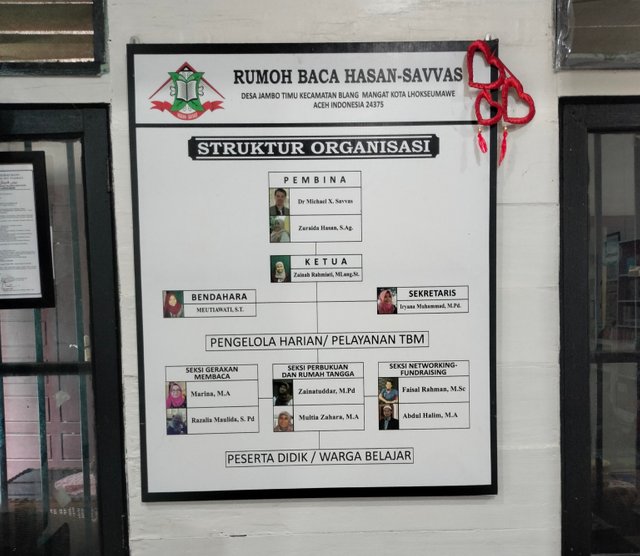 RUMOH BACA HASAN-SAVVAS
DESA JAMBO TIMU KECAMATAN BLANG MANGAT KOTA LHOKSEUMAWE
ACEH INDONESIA 24375
STRUKTUR ORGANISASI
PEMBINA
Dr Michael X. Savvas
Zuraida Hasan, S.Ag.
KETUA
Zainah Rahmiati, MLang.St.
BENDAHARA
MEUTIAWATI, S.T.
SEKRETARIS
Iryana Muhammad, M.Pd.
PENGELOLA HARIAN/ PELAYANAN TBM
SEKSI GERAKAN
MEMBACA
Marina, M.A
Razalia Maulida, S. Pd
SEKSI PERBUKUAN
DAN RUMAH TANGGA
Zainatuddar, M.Pd
Multia Zahara, M.A
SEKSI NETWORKING-
FUNDRAISING
Faisal Rahman, M.Sc
Abdul Halim, M.A
PESERTA DIDIK / WARGA BELAJAR